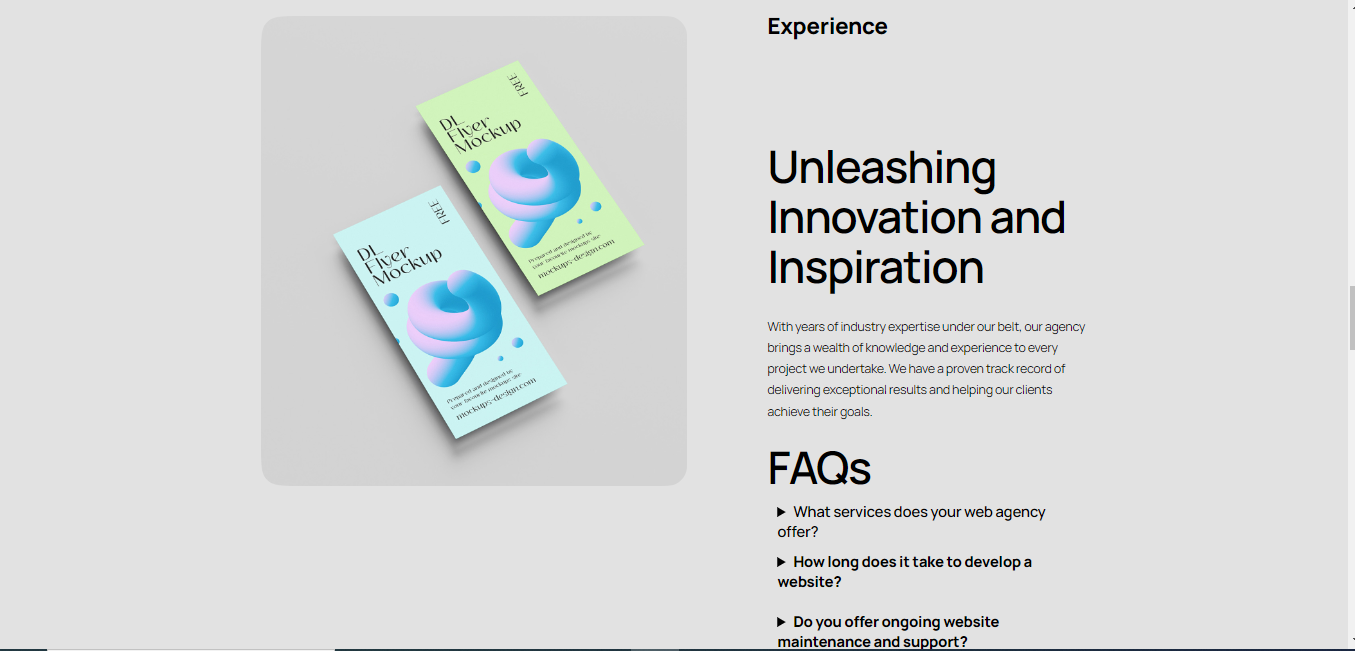 Experience
FREE
DL
Flyer
Mockup
Prepared and designed by
your favourite mockups site
mockups-design.com
FREE
DL
Flyer
Mockup
Prepared and designed by
your favourite mockups site
mockups-design.com
Unleashing
Innovation and
Inspiration
With years of industry expertise under our belt, our agency
brings a wealth of knowledge and experience to every
project we undertake. We have a proven track record of
delivering exceptional results and helping our clients
achieve their goals.
FAQs
What services does your web agency
offer?
How long does it take to develop a
website?
Do you offer ongoing website
maintenance and support?